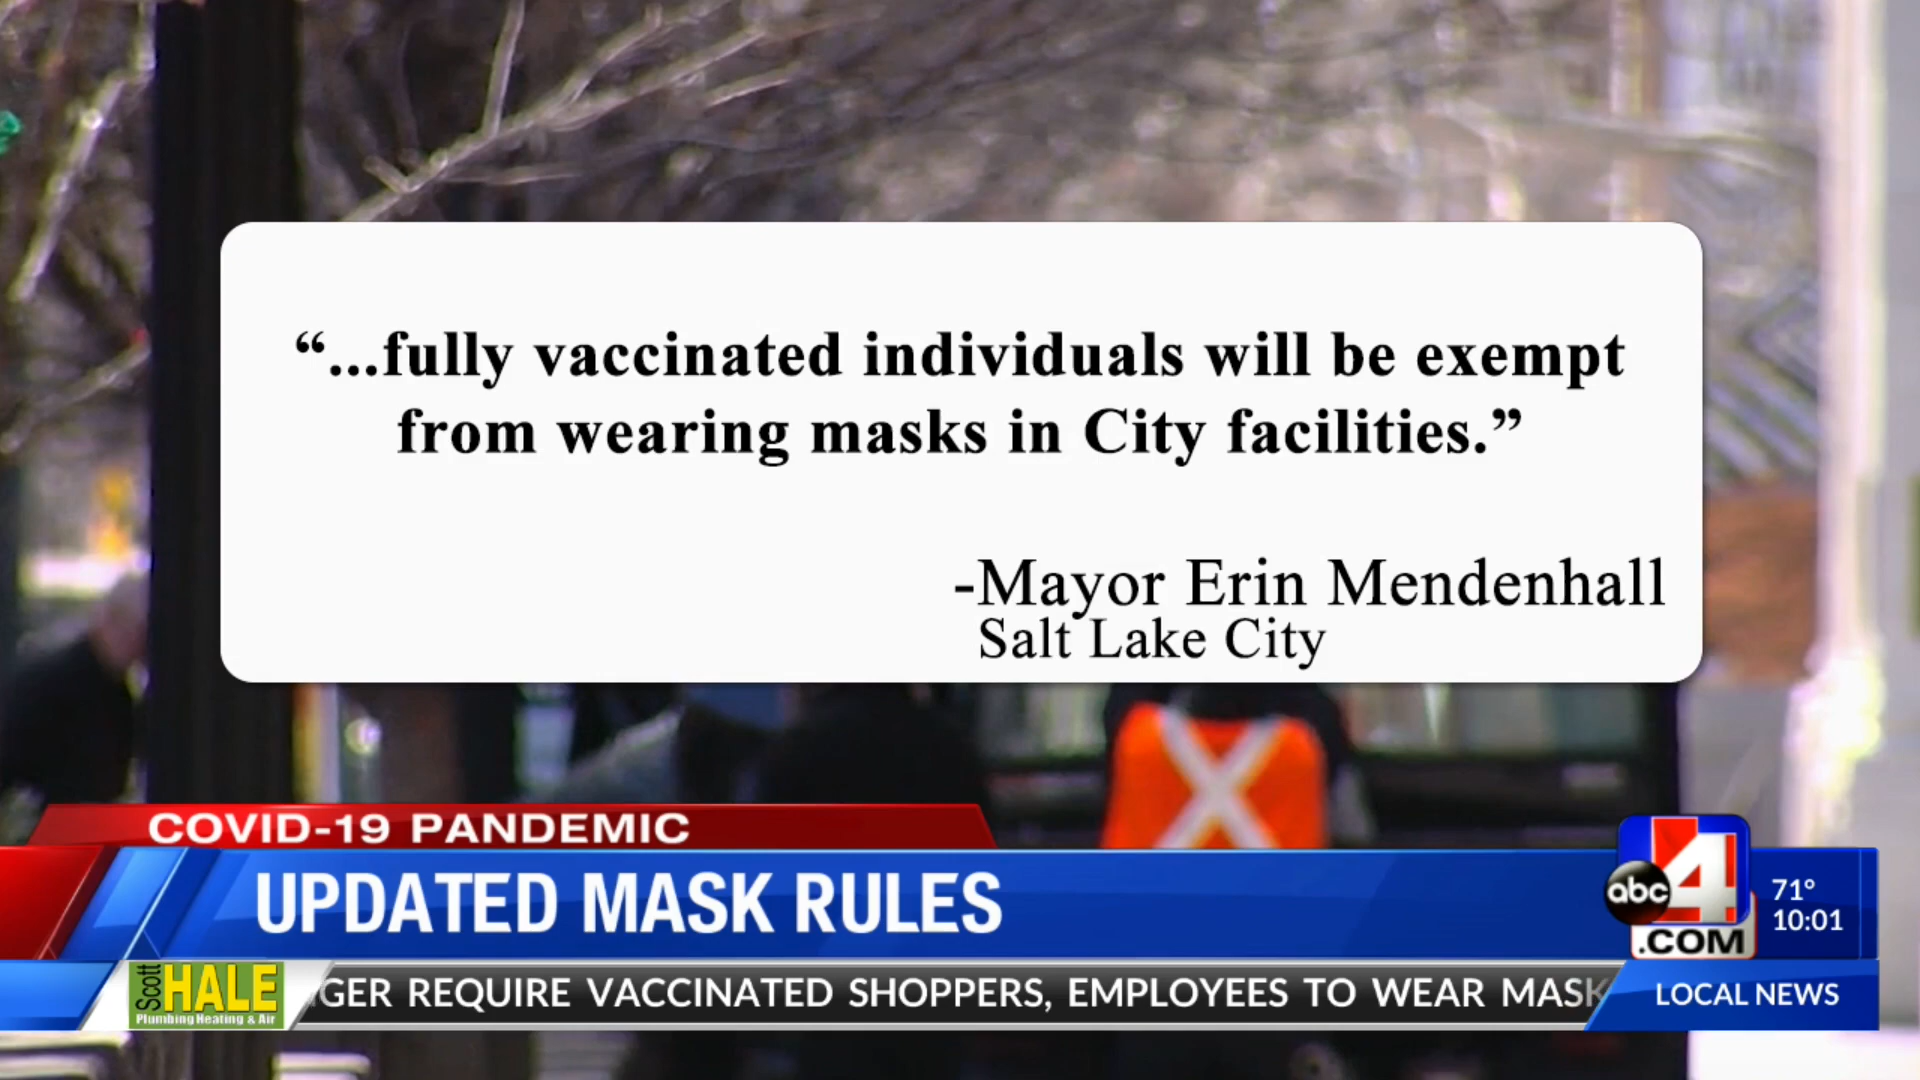 “...fully vaccinated individuals will be exempt
from wearing masks in City facilities.”
-Mayor Erin Mendenhall
Salt Lake City
COVID-19 PANDEMIC
UPDATED MASK RULES
abc
4
.COM
71°
10:01
Scott
HALE
Plumbing Heating & Air
GER REQUIRE VACCINATED SHOPPERS, EMPLOYEES TO WEAR MASK
LOCAL NEWS